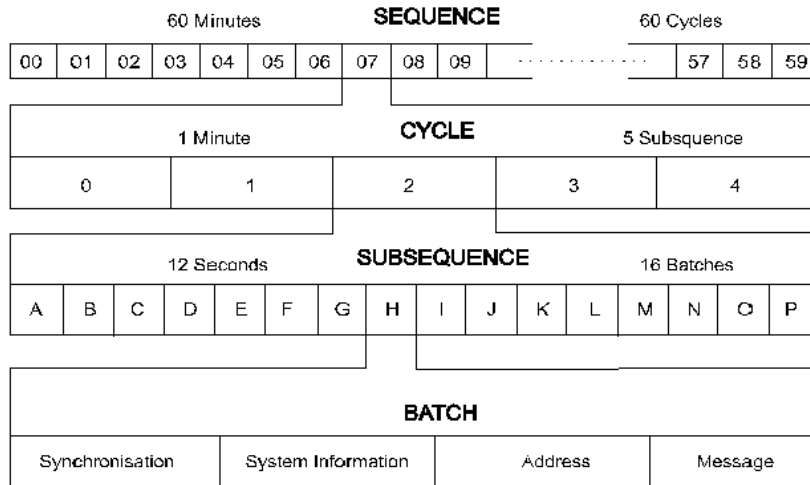 60 Minutes SEQUENCE 60 Cycles
00 01 02 03 04 05 06 07 08 09 57 58 59
1 Minute CYCLE 5 Subsquence
0 1 2 3 4
12 Seconds SUBSEQUENCE 16 Batches
A B C D E F G H I J K L M N O P
BATCH
Synchronisation System Information Address Message